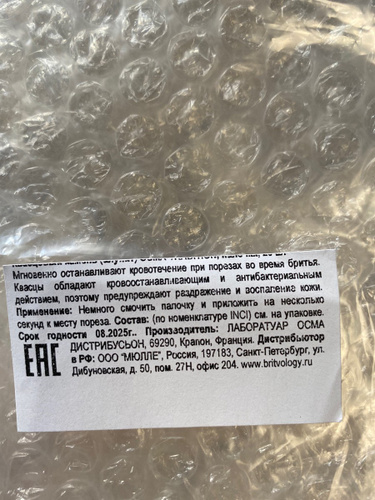 Мгновенно останавливают кровотечение при порезах во время бритья.
Квасцы обладают кровоостанавливающим и антибактериальным
действием, поэтому предупреждают раздражение и воспаление кожи.
Применение: Немного смочить палочку и приложить на несколько
секунд к месту пореза. Состав: (по номенклатуре INCI) см. на упаковке.
Срок годности 08.2025г. Производитель: ЛАБОРАТУАР ОСМА
ДИСТРИБУСЬОН, 69290, Крапон, Франция. Дистрибьютор
в РФ: ООО "МЮЛЛЕ", Россия, 197183, Санкт-Петербург, ул.
Дибуновская, д. 50, пом. 27Н, офис 204. www.britvology.ru
EAC